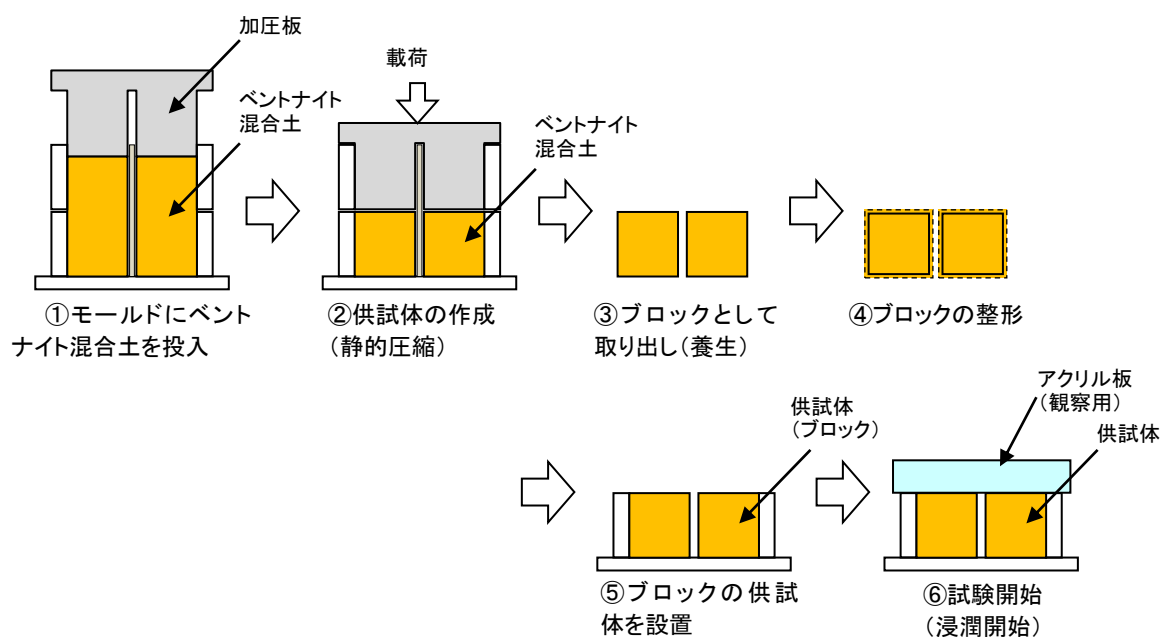 加圧板
ベントナイト
混合土
①モールドにベント
ナイト混合土を投入
載荷
ベントナイト
混合土
②供試体の作成
（静的圧縮）
③ブロックとして
取り出し（養生）
④ブロックの整形
供試体
（ブロック）
⑤ブロックの供試
体を設置
アクリル板
（観察用）
供試体
⑥試験開始
（浸潤開始）